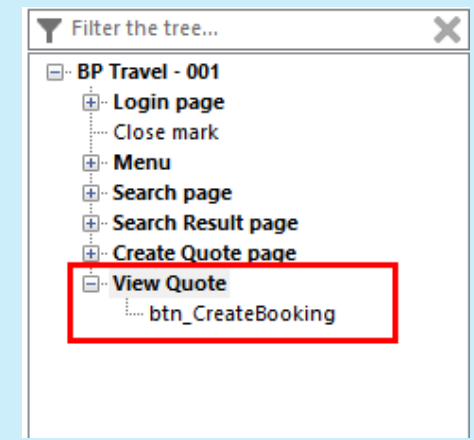 Filter the tree...
BP Travel - 001
Login page
Close mark
Menu
Search page
Search Result page
Create Quote page
View Quote
btn_CreateBooking